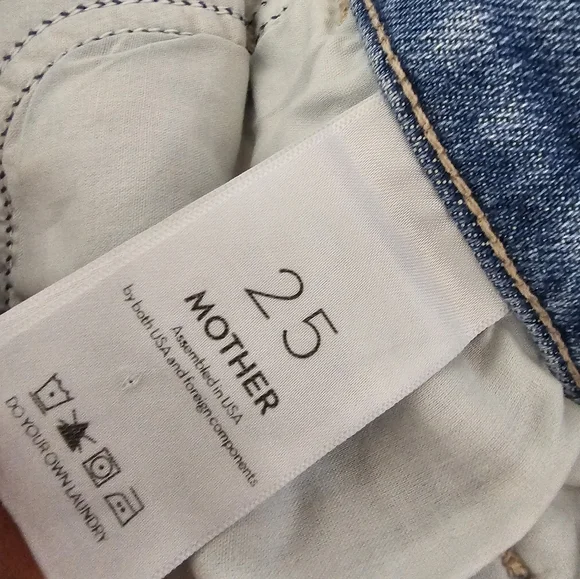 25
MOTHER
Assembled in USA
by both USA and foreign components
DO YOUR OWN LAUNDRY